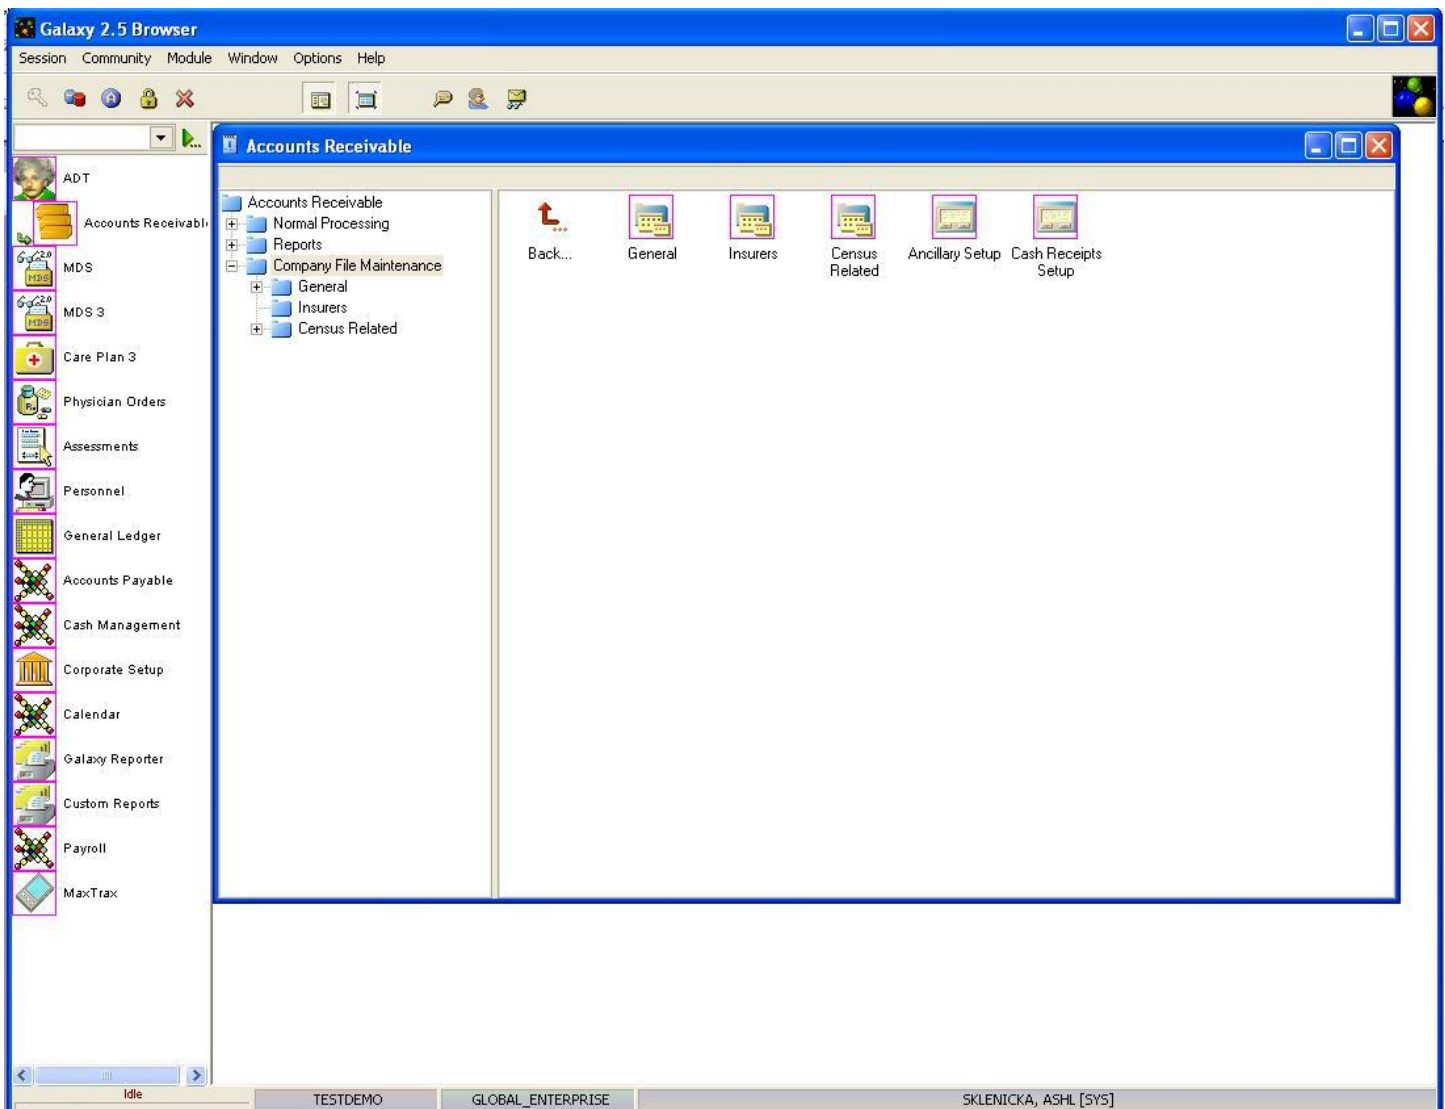 Galaxy 2.5 Browser
Session Community Module Window Options Help
Accounts Receivable
ADT
Accounts Receivabl
MDS
MDS 3
Care Plan 3
Physician Orders
Assessments
Personnel
General Ledger
Accounts Payable
Cash Management
Corporate Setup
Calendar
Galaxy Reporter
Custom Reports
Payroll
MaxTrax
Accounts Receivable
Normal Processing
Reports
Company File Maintenance
General
Insurers
Census Related
Back...
General
Insurers
Census
Related
Ancillary Setup
Cash Receipts
Setup
Idle
TESTDEMO
GLOBAL_ENTERPRISE
SKLENICKA, ASHL [SYS]